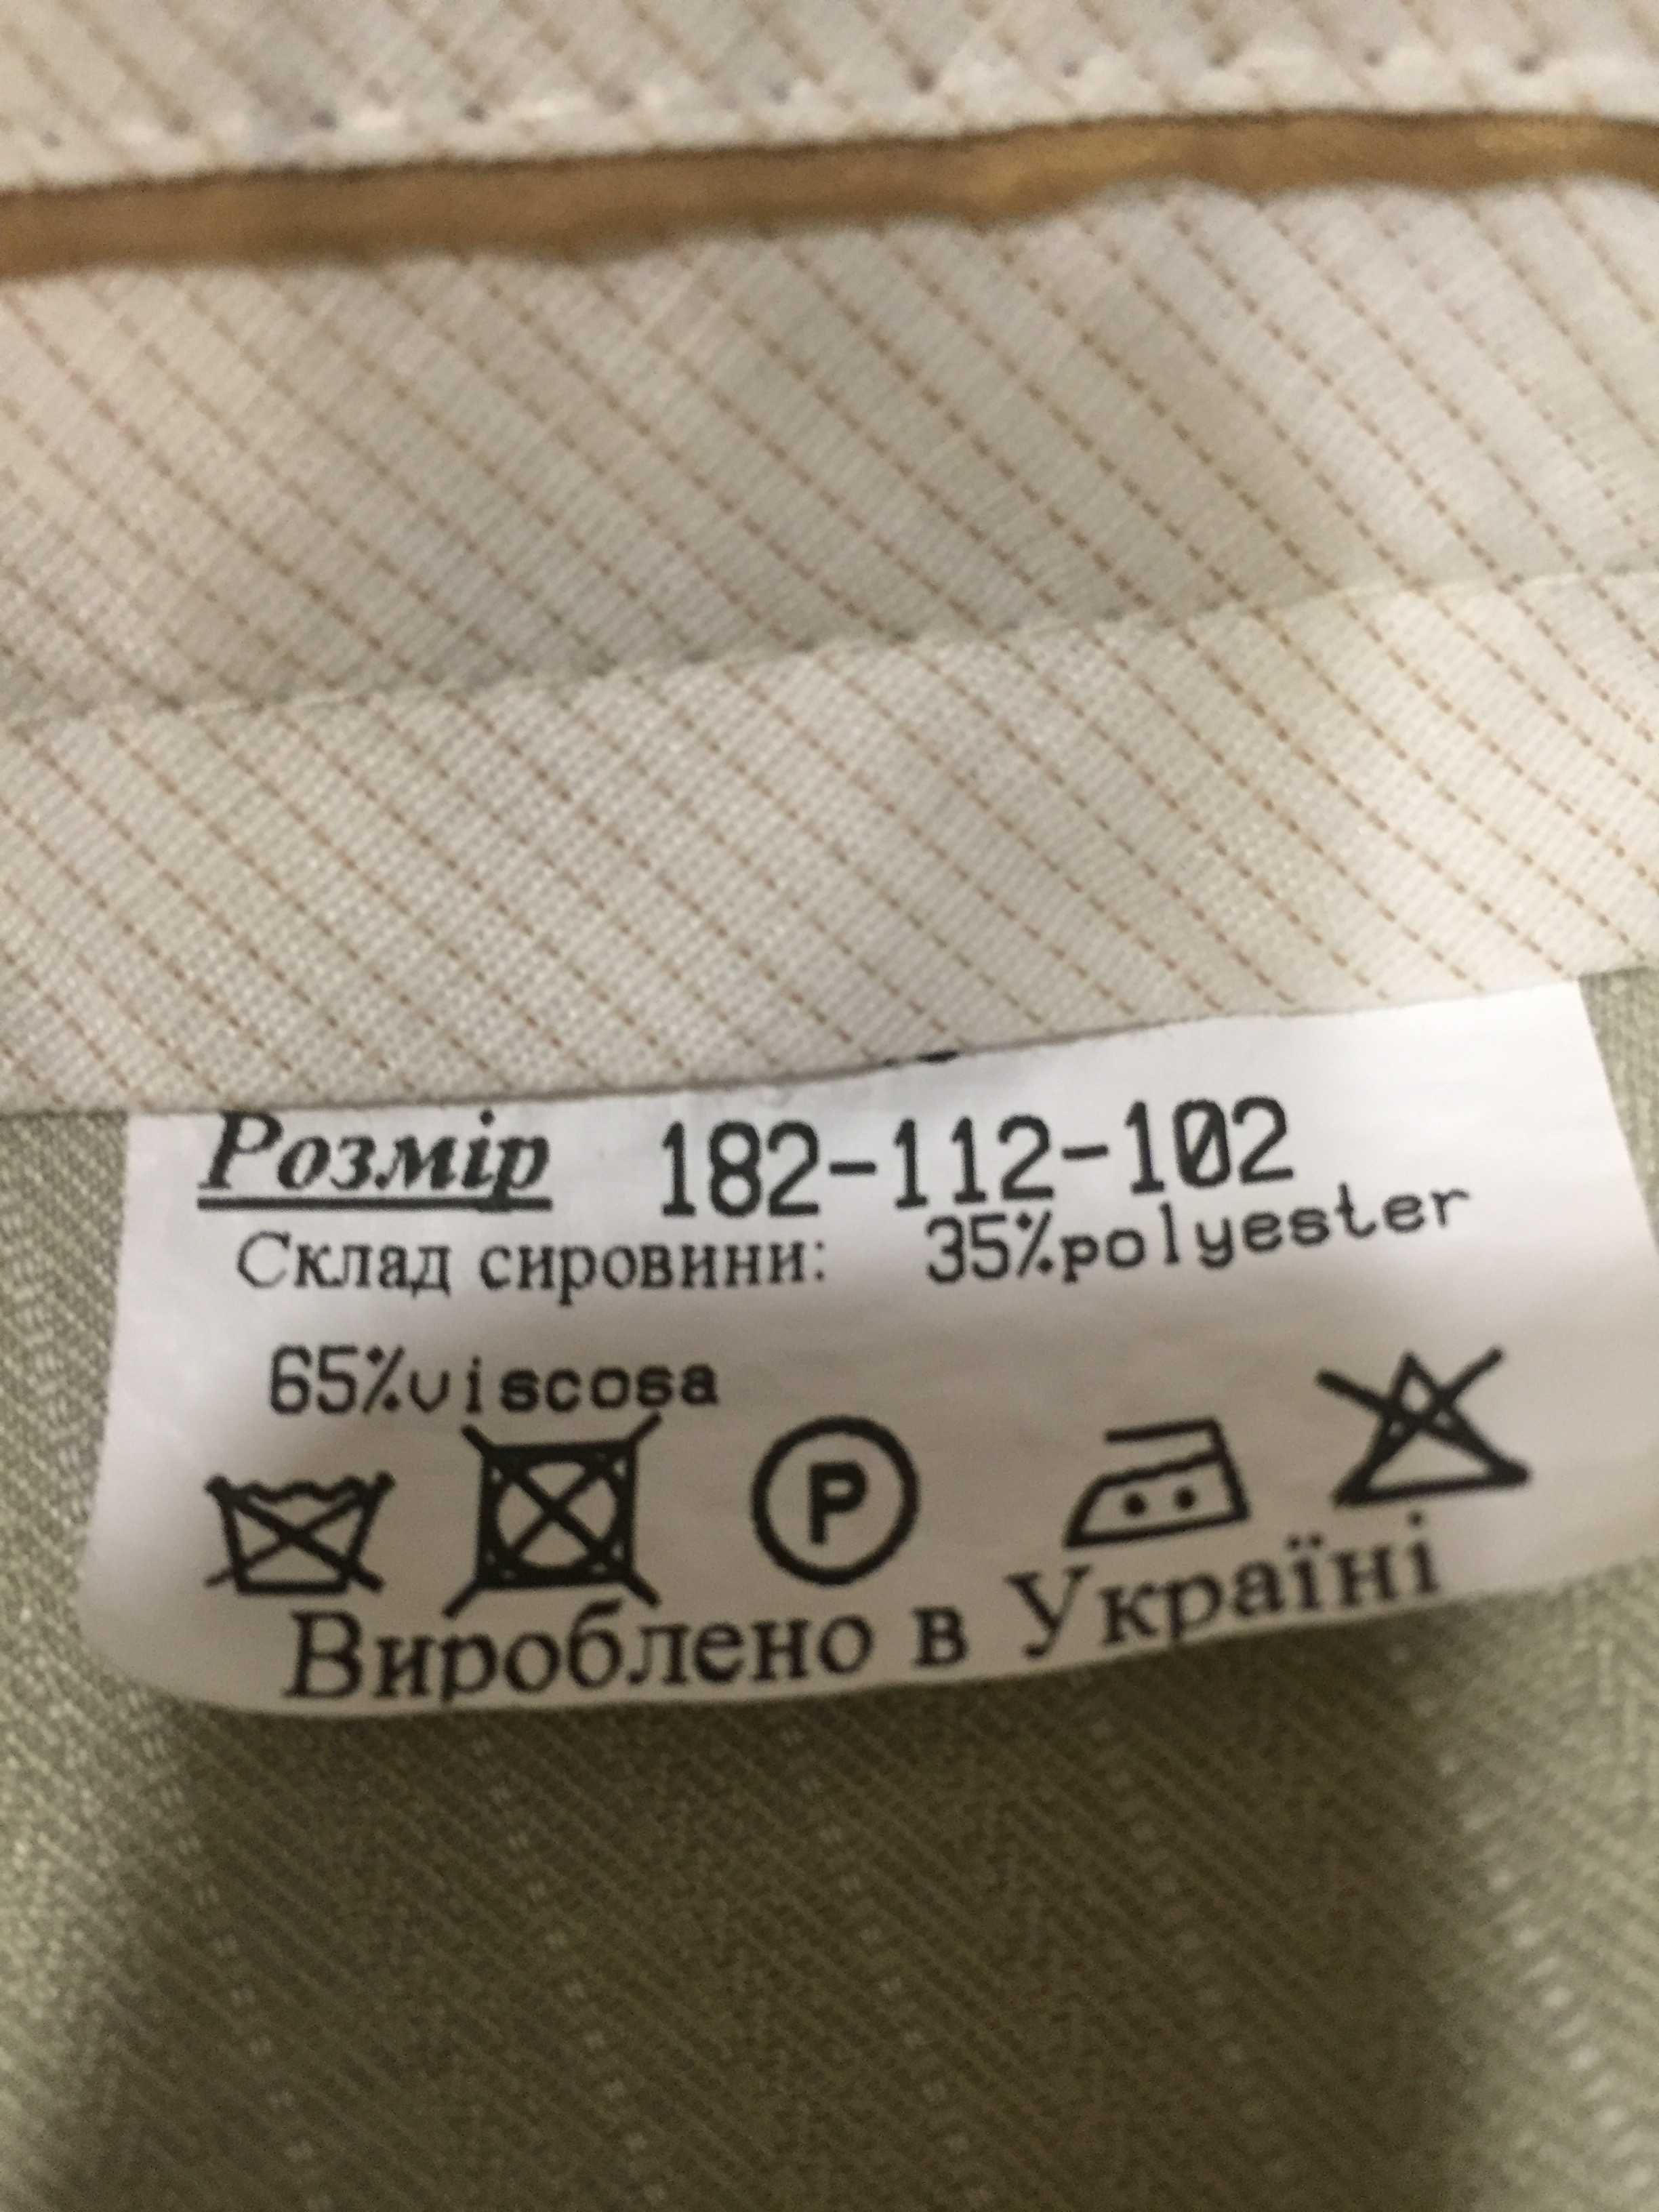 Розмір 182-112-102
Склад сировини: 35%polyester
65%viscosa
P
Вироблено в Україні